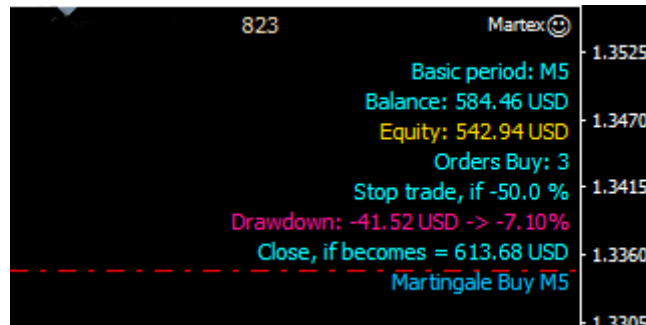 823 Martex☺
1.3525
Basic period: M5
Balance: 584.46 USD
1.3470
Equity: 542.94 USD
Orders Buy: 3
Stop trade, if -50.0 %
1.3415
Drawdown: -41.52 USD -> -7.10%
Close, if becomes = 613.68 USD
1.3360
Martingale Buy M5
1.3305